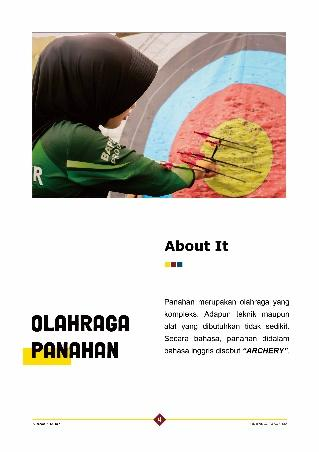 About It
Panahan merupakan olahraga yang
kompleks. Adapun teknik maupun
alat yang dibutuhkan tidak sedikit.
Secara bahasa, panahan didalam
bahasa inggris disebut "ARCHERY".
OLAHRAGA
PANAHAN